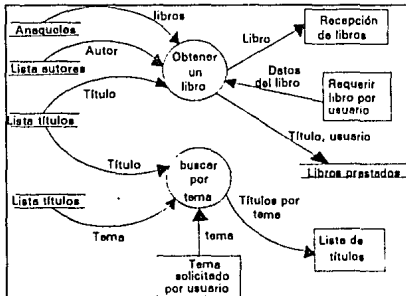 Anaqueles
libros
Lista autores
Autor
Título
Obtener
un
libro
Libro
Recepción
de libros
Datos
del libro
Requerir
libro por
usuario
Lista títulos
Título, usuario
Libros prestados
Título
buscar
por
tema
Lista títulos
Tema
tema
Títulos por
tema
Lista de
títulos
Tema
solicitado
por usuario